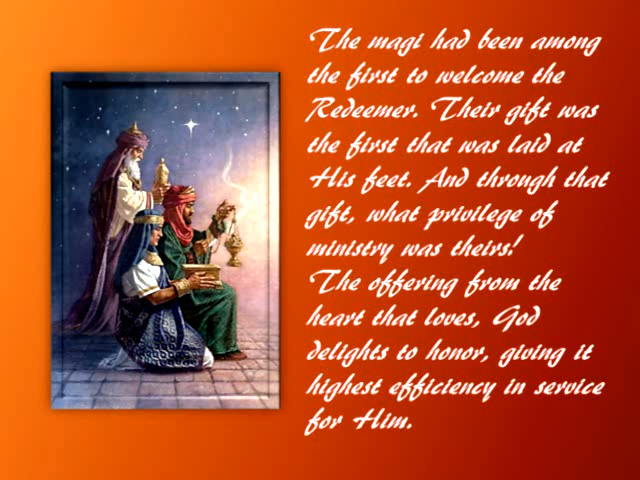 The magi had been among
the first to welcome the
Redeemer. Their gift was
the first that was laid at
His feet. And through that
gift, what privilege of
ministry was theirs!
The offering from the
heart that loves, God
delights to honor, giving it
highest efficiency in service
for Him.